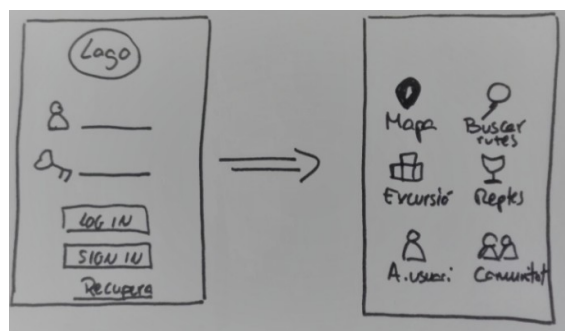 Logo
LOG IN
SIGN IN
Recupera
Mapa
Buscar
rutes
Excursió
Reptes
A.usuari
Comunitat